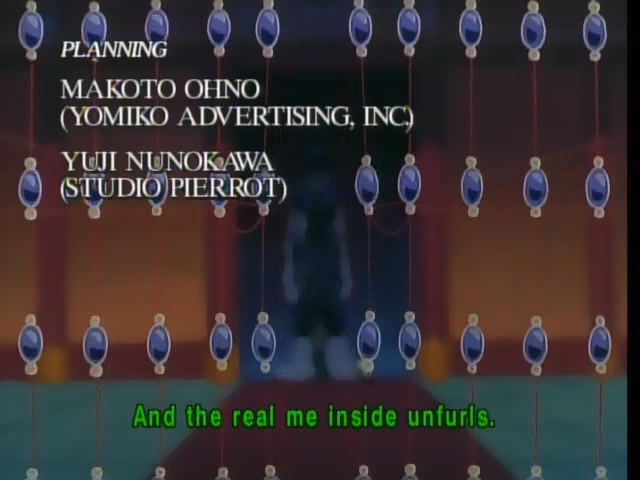 PLANNING
MAKOTO OHNO
(YOMIKO ADVERTISING, INC.)
YUJI NUNOKAWA
(STUDIO PIERROT)
And the real me inside unfurls.